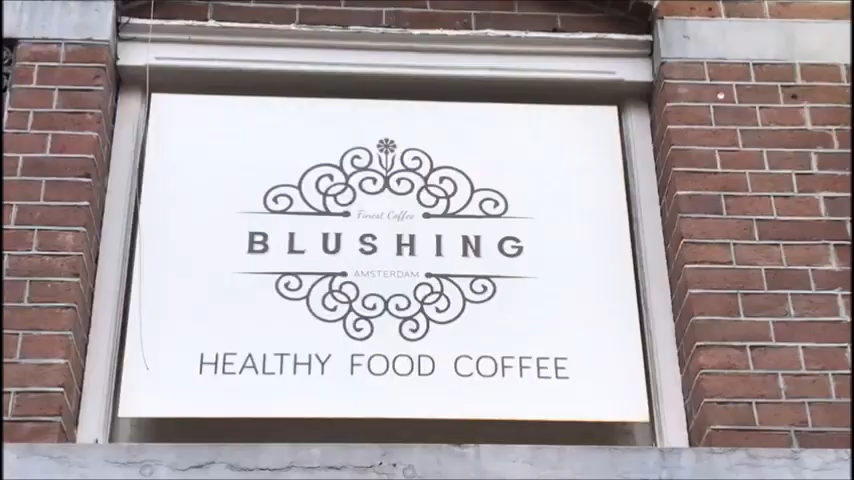 Finest Coffee
BLUSHING
AMSTERDAM
HEALTHY FOOD COFFEE